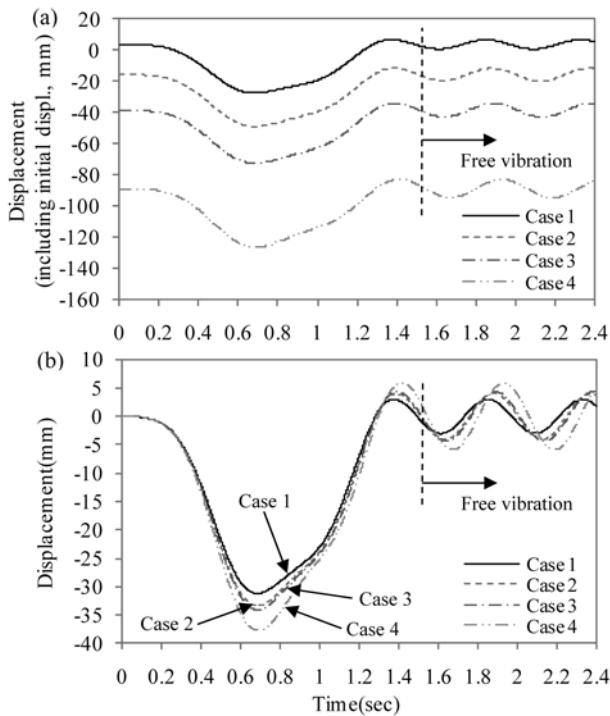 (a)
Displacement
(including initial displ., mm)
20
0
-20
-40
-60
-80
-100
-120
-140
-160
Free vibration
Case 1
Case 2
Case 3
Case 4
0 0.2 0.4 0.6 0.8 1 1.2 1.4 1.6 1.8 2 2.2 2.4
(b)
Displacement(mm)
10
5
0
-5
-10
-15
-20
-25
-30
-35
-40
Free vibration
Case 1
Case 3
Case 2
Case 4
Case 1
Case 2
Case 3
Case 4
0 0.2 0.4 0.6 0.8 1 1.2 1.4 1.6 1.8 2 2.2 2.4
Time(sec)